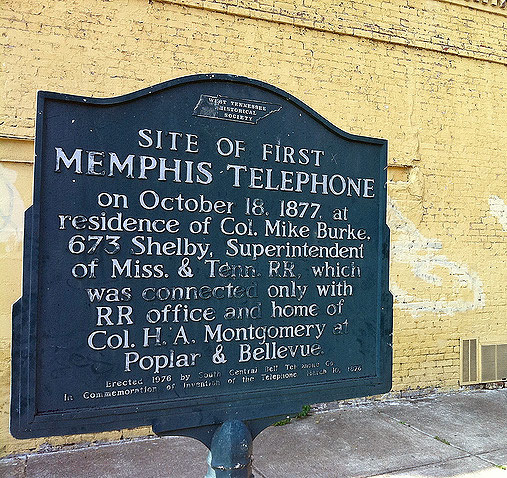 WEST TENNESSEE
HISTORICAL
SOCIETY
SITE OF FIRST
MEMPHIS TELEPHONE
on October 18, 1877, at
residence of Col. Mike Burke,
673 Shelby, Superintendent
of Miss. & Tenn. RR, which
was connected only with
RR office and home of
Col. H. A. Montgomery at
Poplar & Bellevue.
Erected 1976 by South Central Bell Telephone Co.
In Commemoration of Invention of the Telephone March 10, 1876